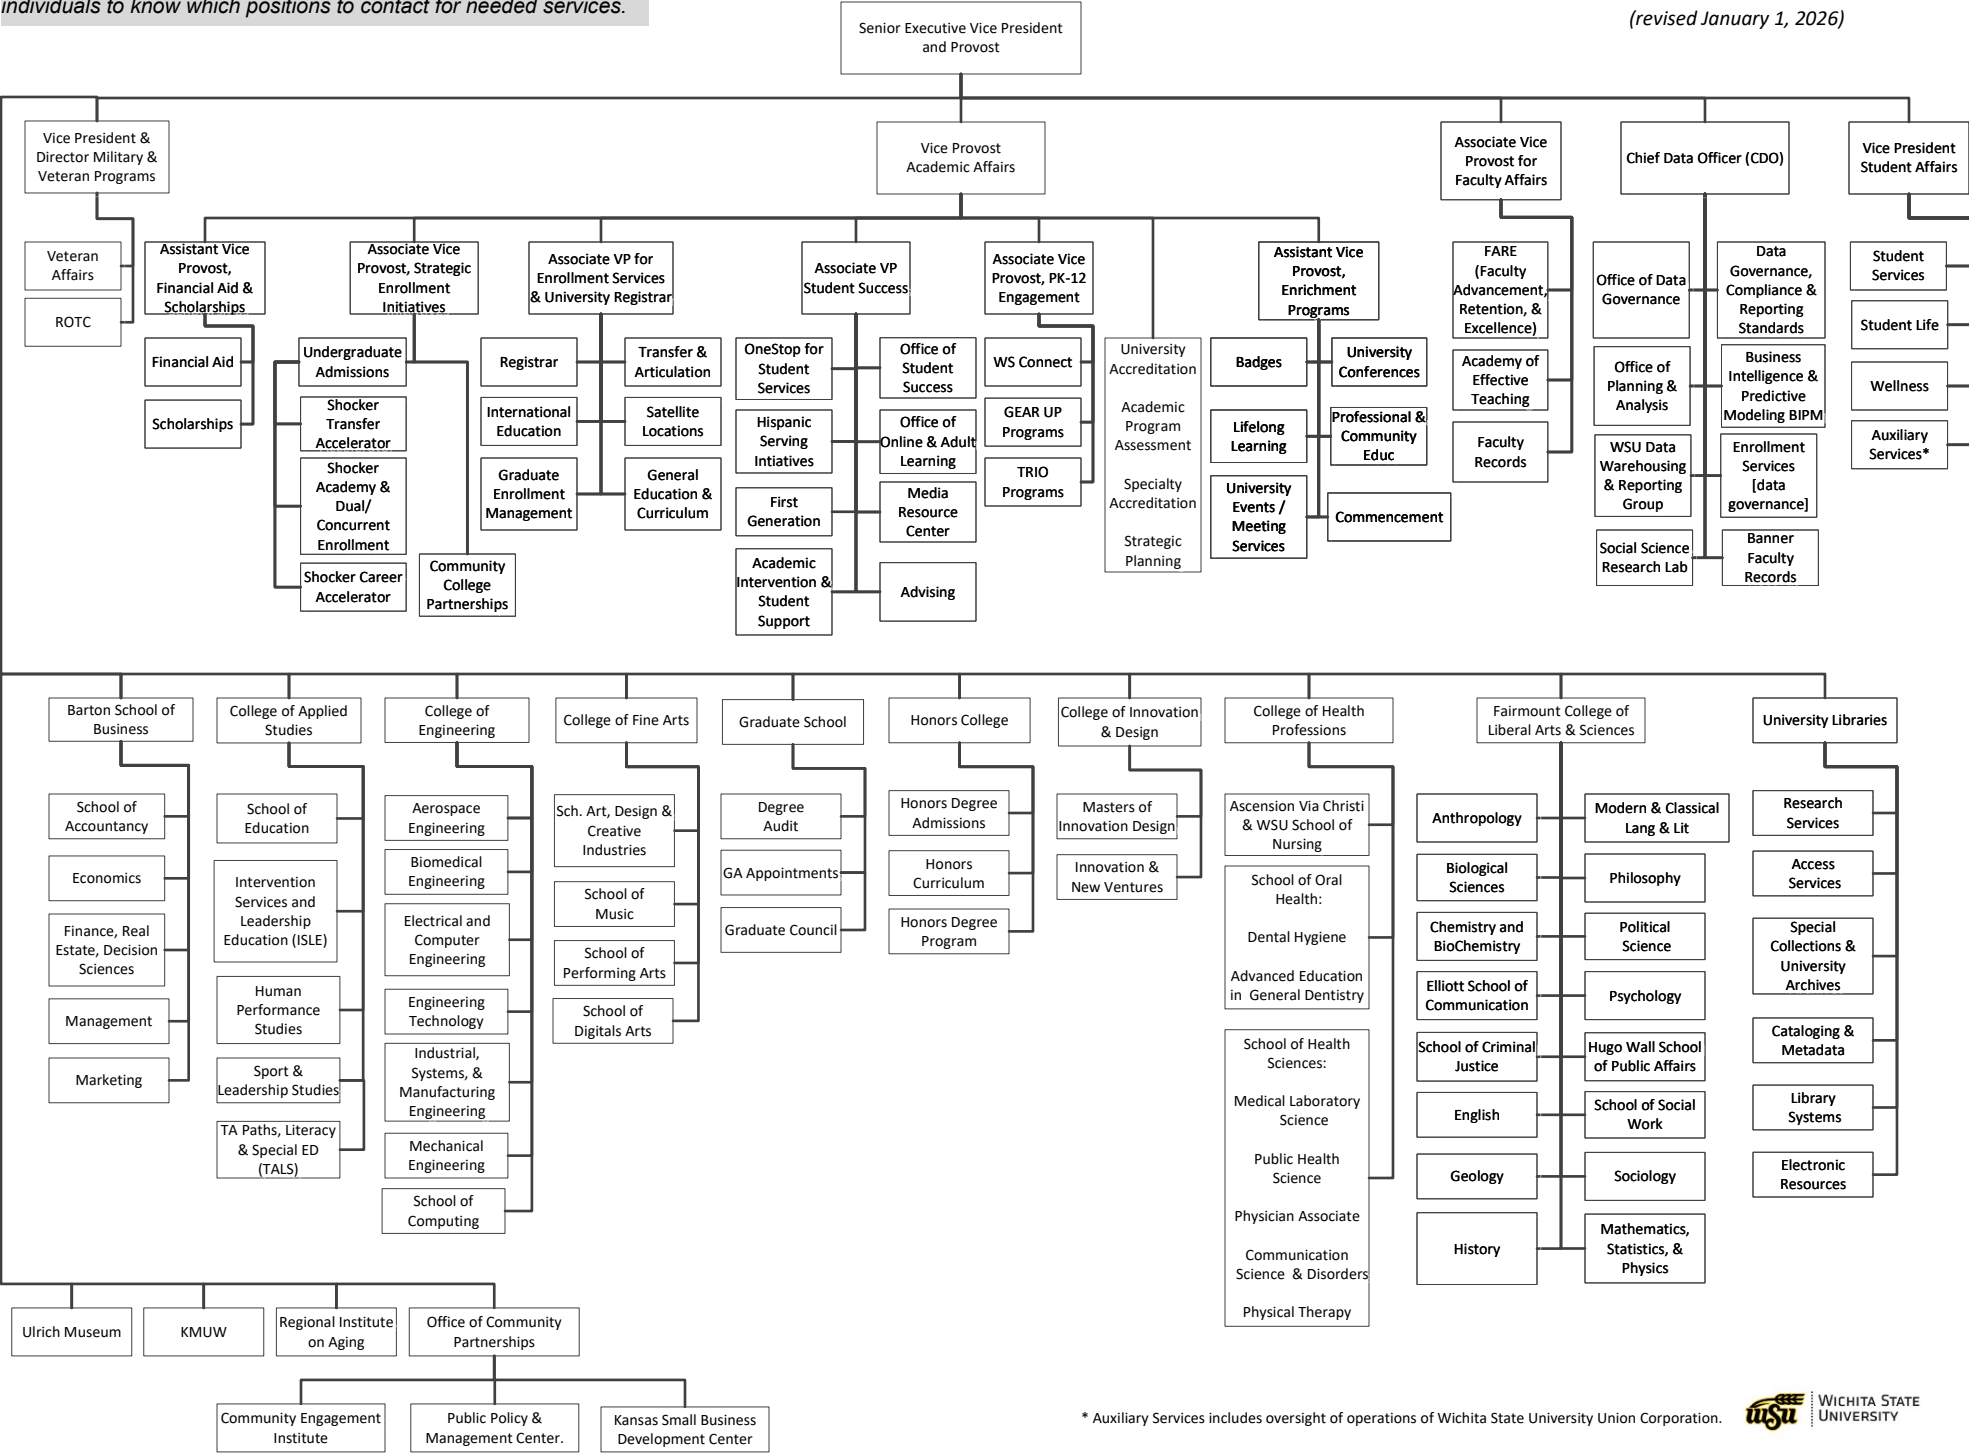 individuals to know which positions to contact for needed services.
(revised January 1, 2026)
Senior Executive Vice President
and Provost
Vice President &
Director Military &
Veteran Programs
Vice Provost
Academic Affairs
Associate Vice
Provost for
Faculty Affairs
Chief Data Officer (CDO)
Vice President
Student Affairs
Veteran
Affairs
ROTC
Assistant Vice
Provost,
Financial Aid &
Scholarships
Financial Aid
Scholarships
Associate Vice
Provost, Strategic
Enrollment
Initiatives
Undergraduate
Admissions
Shocker
Transfer
Accelerator
Shocker
Academy &
Dual/
Concurrent
Enrollment
Shocker Career
Accelerator
Community
College
Partnerships
Associate VP for
Enrollment Services
& University Registrar
Registrar
Transfer &
Articulation
International
Education
Satellite
Locations
Graduate
Enrollment
Management
General
Education &
Curriculum
Associate VP
Student Success
OneStop for
Student
Services
Office of
Student
Success
Hispanic
Serving
Intiatives
Office of
Online & Adult
Learning
First
Generation
Media
Resource
Center
Academic
Intervention &
Student
Support
Advising
Associate Vice
Provost, PK-12
Engagement
WS Connect
GEAR UP
Programs
TRIO
Programs
University
Accreditation
Academic
Program
Assessment
Specialty
Accreditation
Strategic
Planning
Assistant Vice
Provost,
Enrichment
Programs
Badges
University
Conferences
Lifelong
Learning
Professional &
Community
Educ
University
Events /
Meeting
Services
Commencement
FARE
(Faculty
Advancement,
Retention, &
Excellence)
Academy of
Effective
Teaching
Faculty
Records
Office of Data
Governance
Data
Governance,
Compliance &
Reporting
Standards
Office of
Planning &
Analysis
Business
Intelligence &
Predictive
Modeling BIPM
WSU Data
Warehousing
& Reporting
Group
Enrollment
Services
[data
governance]
Social Science
Research Lab
Banner
Faculty
Records
Student
Services
Student Life
Wellness
Auxiliary
Services*
Barton School of
Business
School of
Accountancy
Economics
Finance, Real
Estate, Decision
Sciences
Management
Marketing
College of Applied
Studies
School of
Education
Intervention
Services and
Leadership
Education (ISLE)
Human
Performance
Studies
Sport &
Leadership Studies
TA Paths, Literacy
& Special ED
(TALS)
College of
Engineering
Aerospace
Engineering
Biomedical
Engineering
Electrical and
Computer
Engineering
Engineering
Technology
Industrial,
Systems, &
Manufacturing
Engineering
Mechanical
Engineering
School of
Computing
College of Fine Arts
Sch. Art, Design &
Creative
Industries
School of
Music
School of
Performing Arts
School of
Digitals Arts
Graduate School
Degree
Audit
GA Appointments
Graduate Council
Honors College
Honors Degree
Admissions
Honors
Curriculum
Honors Degree
Program
College of Innovation
& Design
Masters of
Innovation Design
Innovation &
New Ventures
College of Health
Professions
Ascension Via Christi
& WSU School of
Nursing
School of Oral
Health:
Dental Hygiene
Advanced Education
in General Dentistry
School of Health
Sciences:
Medical Laboratory
Science
Public Health
Science
Physician Associate
Communication
Science & Disorders
Physical Therapy
Fairmount College of
Liberal Arts & Sciences
Anthropology
Modern & Classical
Lang & Lit
Biological
Sciences
Philosophy
Chemistry and
BioChemistry
Political
Science
Elliott School of
Communication
Psychology
School of Criminal
Justice
Hugo Wall School
of Public Affairs
English
School of Social
Work
Geology
Sociology
History
Mathematics,
Statistics, &
Physics
University Libraries
Research
Services
Access
Services
Special
Collections &
University
Archives
Cataloging &
Metadata
Library
Systems
Electronic
Resources
Ulrich Museum
KMUW
Regional Institute
on Aging
Office of Community
Partnerships
Community Engagement
Institute
Public Policy &
Management Center.
Kansas Small Business
Development Center
* Auxiliary Services includes oversight of operations of Wichita State University Union Corporation.
WSU
WICHITA STATE
UNIVERSITY